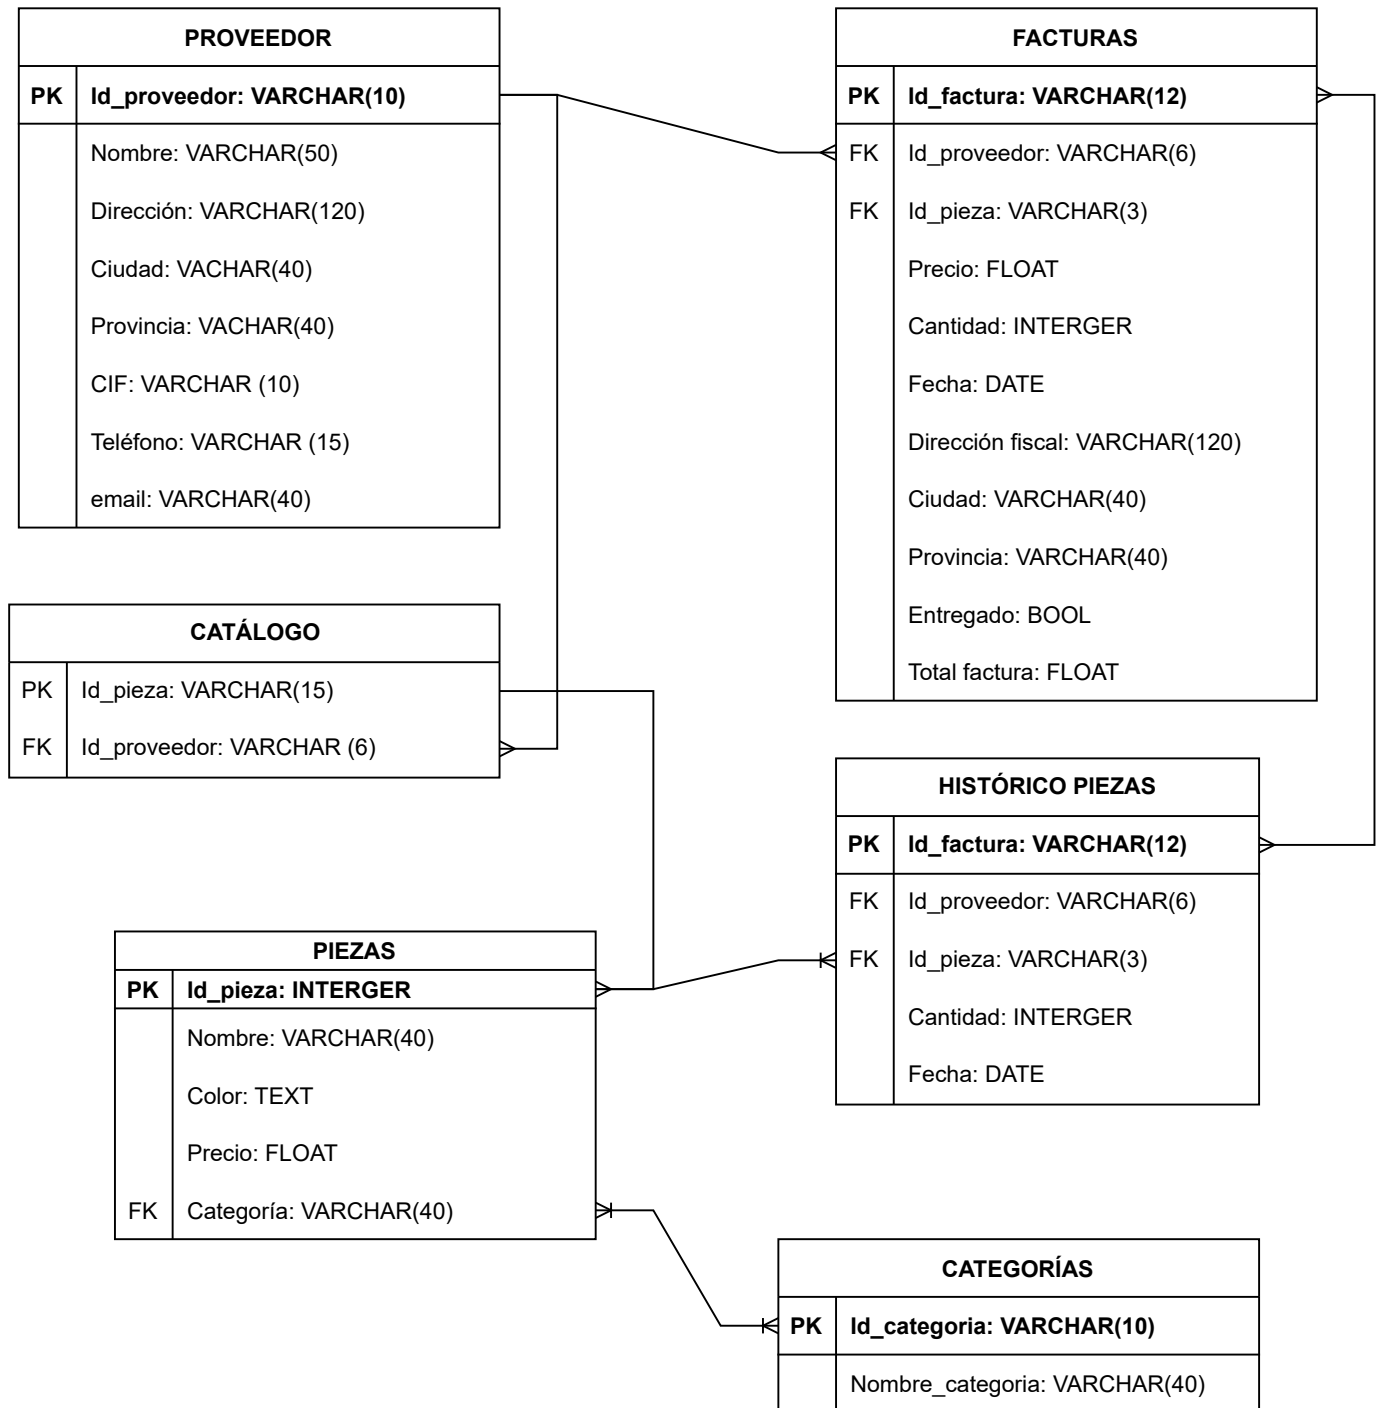 PROVEEDOR
PK Id_proveedor: VARCHAR(10)
Nombre: VARCHAR(50)
Dirección: VARCHAR(120)
Ciudad: VACHAR(40)
Provincia: VACHAR(40)
CIF: VARCHAR (10)
Teléfono: VARCHAR (15)
email: VARCHAR(40)
FACTURAS
PK Id_factura: VARCHAR(12)
FK Id_proveedor: VARCHAR(6)
FK Id_pieza: VARCHAR(3)
Precio: FLOAT
Cantidad: INTERGER
Fecha: DATE
Dirección fiscal: VARCHAR(120)
Ciudad: VARCHAR(40)
Provincia: VARCHAR(40)
Entregado: BOOL
Total factura: FLOAT
CATÁLOGO
PK Id_pieza: VARCHAR(15)
FK Id_proveedor: VARCHAR (6)
HISTÓRICO PIEZAS
PK Id_factura: VARCHAR(12)
FK Id_proveedor: VARCHAR(6)
FK Id_pieza: VARCHAR(3)
Cantidad: INTERGER
Fecha: DATE
PIEZAS
PK Id_pieza: INTERGER
Nombre: VARCHAR(40)
Color: TEXT
Precio: FLOAT
FK Categoría: VARCHAR(40)
CATEGORÍAS
PK Id_categoria: VARCHAR(10)
Nombre_categoria: VARCHAR(40)